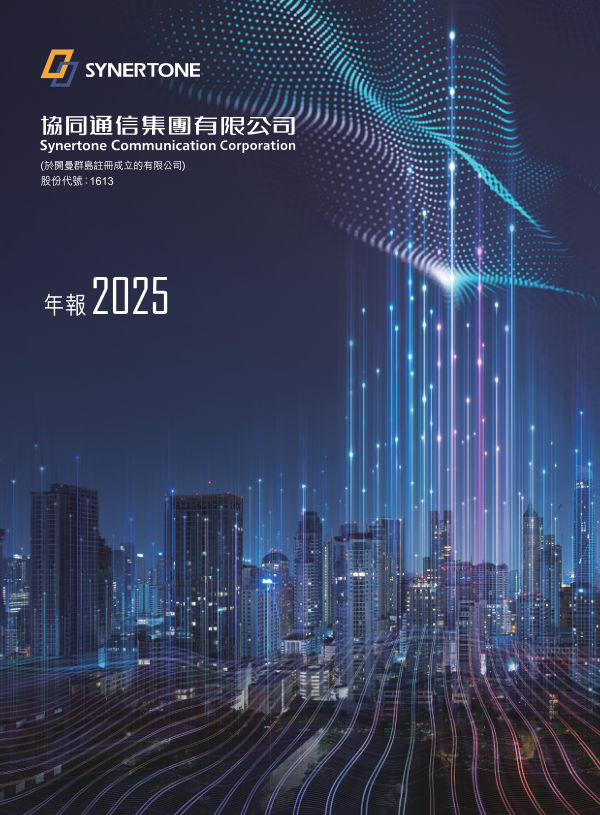 SYNERTONE
協同通信集團有限公司
Synertone Communication Corporation
(於開曼群島註冊成立的有限公司)
股份代號：1613
年報 2025